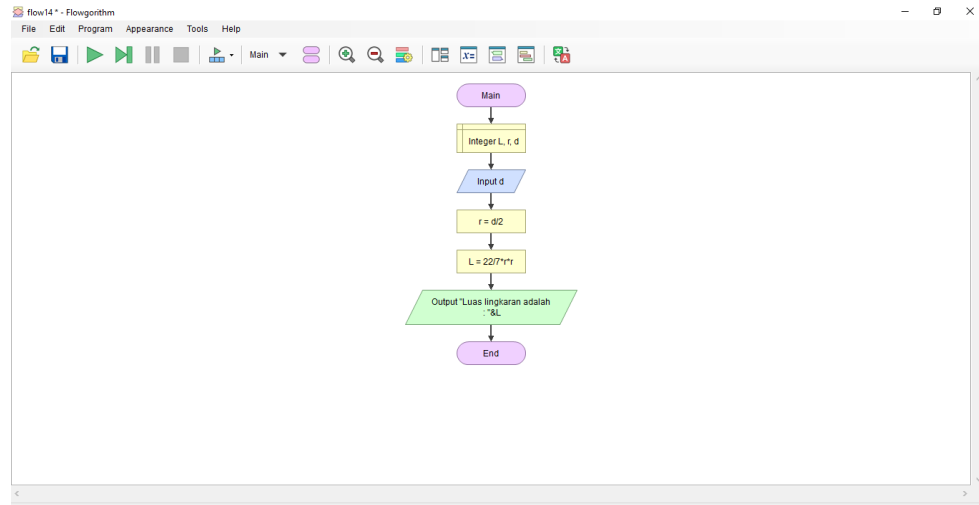 flow14 * - Flowgorithm
File Edit Program Appearance Tools Help
Main
x=
A
Main
Integer L, r, d
Input d
r = d/2
L = 22/7*r*r
Output "Luas lingkaran adalah
: "&L
End